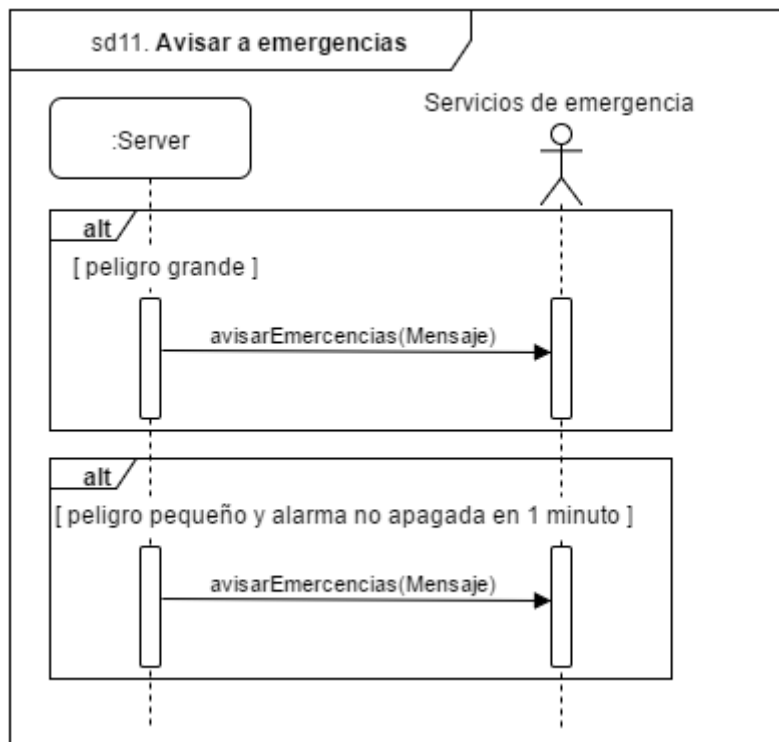 sd11. Avisar a emergencias
Servicios de emergencia
:Server
alt
[ peligro grande ]
avisarEmercencias(Mensaje)
alt
[ peligro pequeño y alarma no apagada en 1 minuto ]
avisarEmercencias(Mensaje)